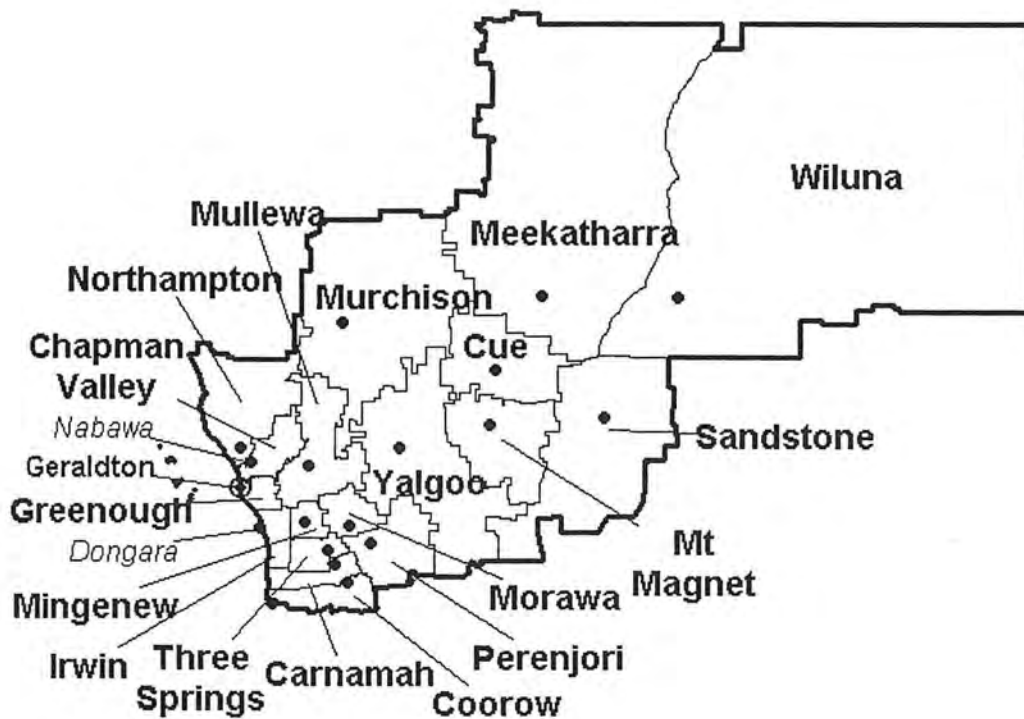 Wiluna
Mullewa
Meekatharra
Northampton
Murchison
Chapman
Valley
Cue
Nabawa
Sandstone
Geraldton
Yalgoo
Greenough
Dongara
Mt
Magnet
Mingenew
Morawa
Irwin
Three
Springs
Carnamah
Perenjori
Coorow